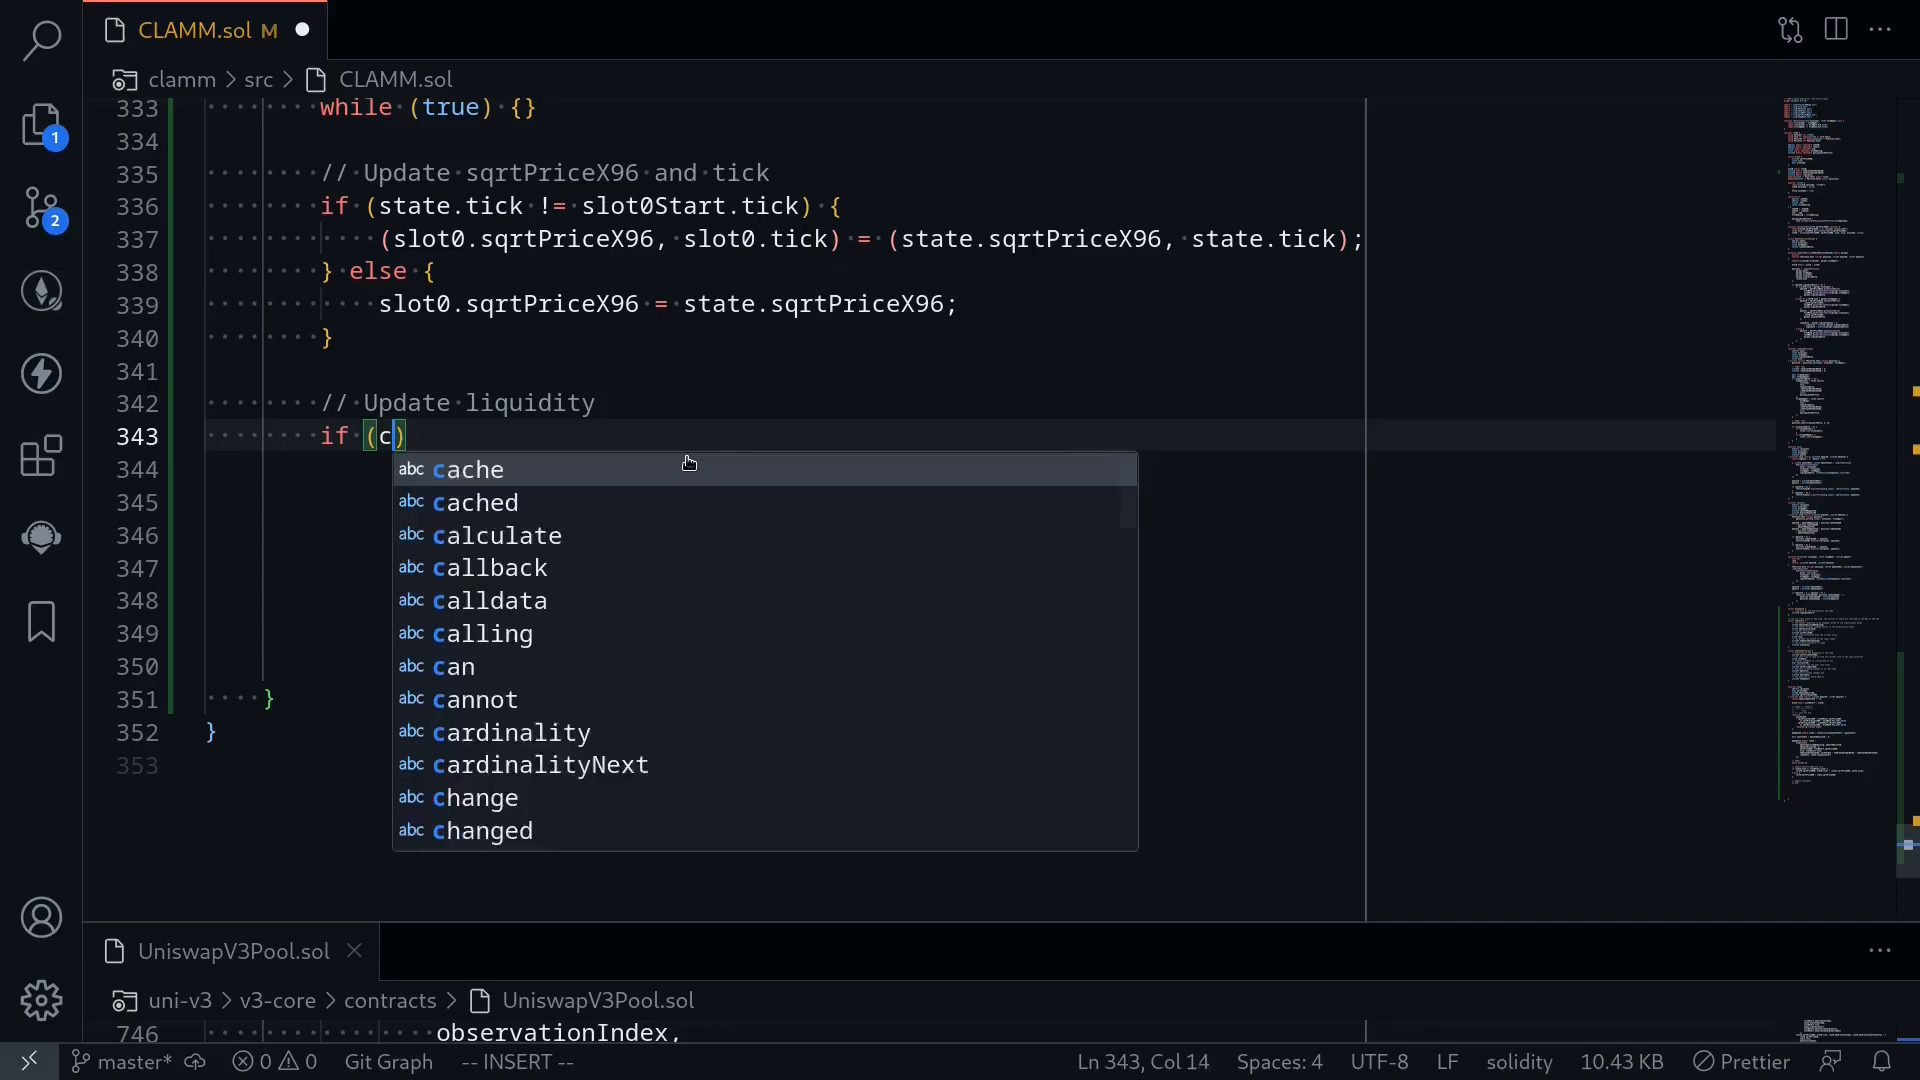 CLAMM.sol M
clamm > src > CLAMM.sol
333 while (true) {}
334
335 // Update sqrtPriceX96 and tick
336 if (state.tick != slot0Start.tick) {
337 (slot0.sqrtPriceX96, slot0.tick) = (state.sqrtPriceX96, state.tick);
338 } else {
339 slot0.sqrtPriceX96 = state.sqrtPriceX96;
340 }
341
342 // Update liquidity
343 if (c)
344 abc cache
345 abc cached
346 abc calculate
347 abc callback
348 abc calldata
349 abc calling
350 abc can
351 } abc cannot
352 } abc cardinality
353 abc cardinalityNext
abc change
abc changed
UniswapV3Pool.sol
uni-v3 > v3-core > contracts > UniswapV3Pool.sol
746 observationIndex,
master* 0 0 Git Graph -- INSERT -- Ln 343, Col 14 Spaces: 4 UTF-8 LF solidity 10.43 KB Prettier
1
2